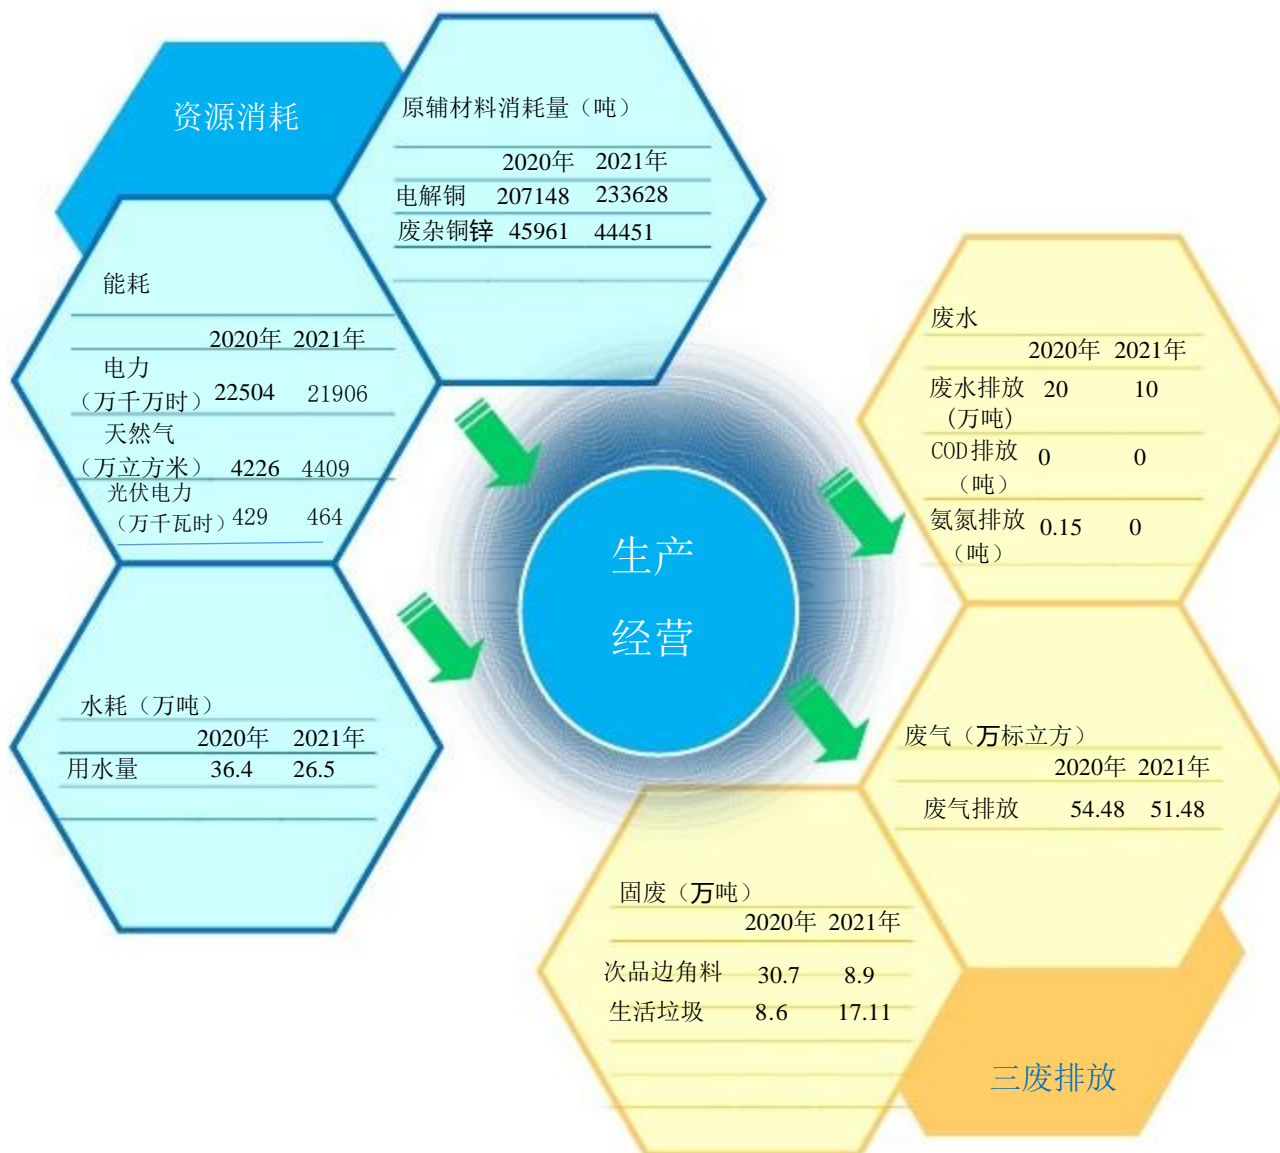 资源消耗
原辅材料消耗量（吨）
2020年 2021年
电解铜 207148 233628
废杂铜锌 45961 44451
能耗
2020年 2021年
电力
（万千万时） 22504 21906
天然气
（万立方米） 4226 4409
光伏电力
（万千瓦时） 429 464
水耗（万吨）
2020年 2021年
用水量 36.4 26.5
生产
经营
废水
2020年 2021年
废水排放 20 10
（万吨）
COD排放 0 0
（吨）
氨氮排放 0.15 0
（吨）
废气（万标立方）
2020年 2021年
废气排放 54.48 51.48
固废（万吨）
2020年 2021年
次品边角料 30.7 8.9
生活垃圾 8.6 17.11
三废排放